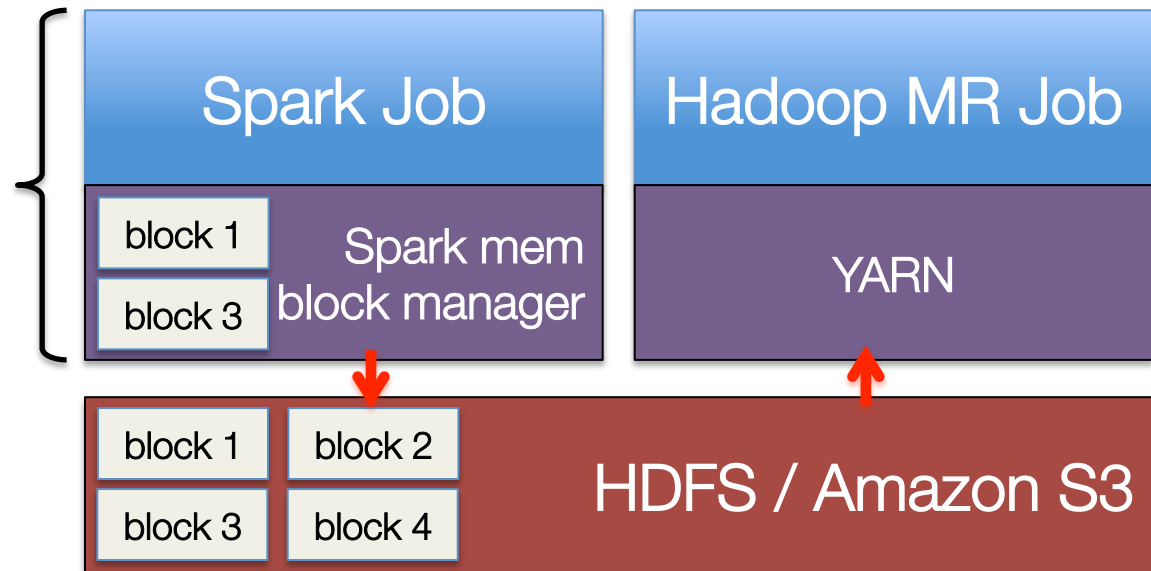 Spark Job
Hadoop MR Job
block 1
block 3
Spark mem
block manager
YARN
block 1
block 2
block 3
block 4
HDFS / Amazon S3